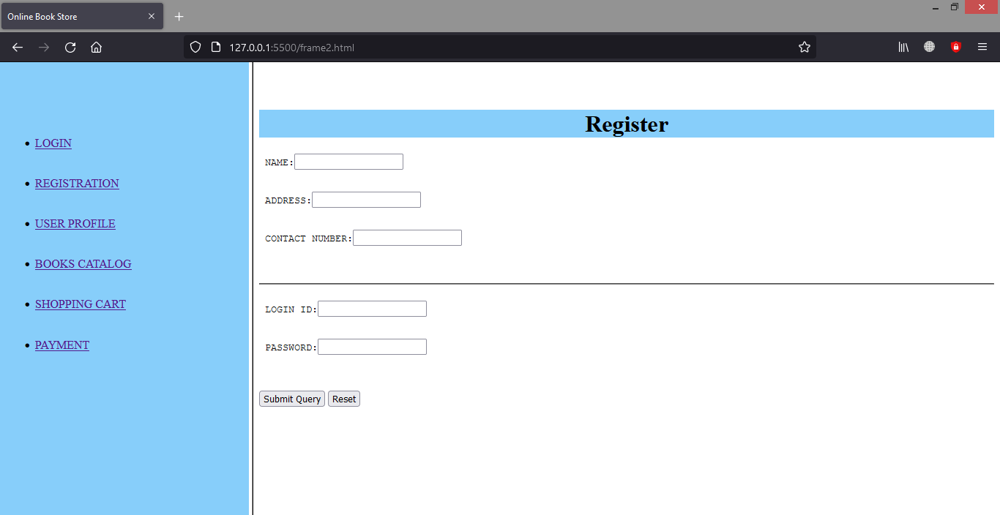 Online Book Store
127.0.0.1:5500/frame2.html
LOGIN
REGISTRATION
USER PROFILE
BOOKS CATALOG
SHOPPING CART
PAYMENT
Register
NAME:
ADDRESS:
CONTACT NUMBER:
LOGIN ID:
PASSWORD:
Submit Query Reset